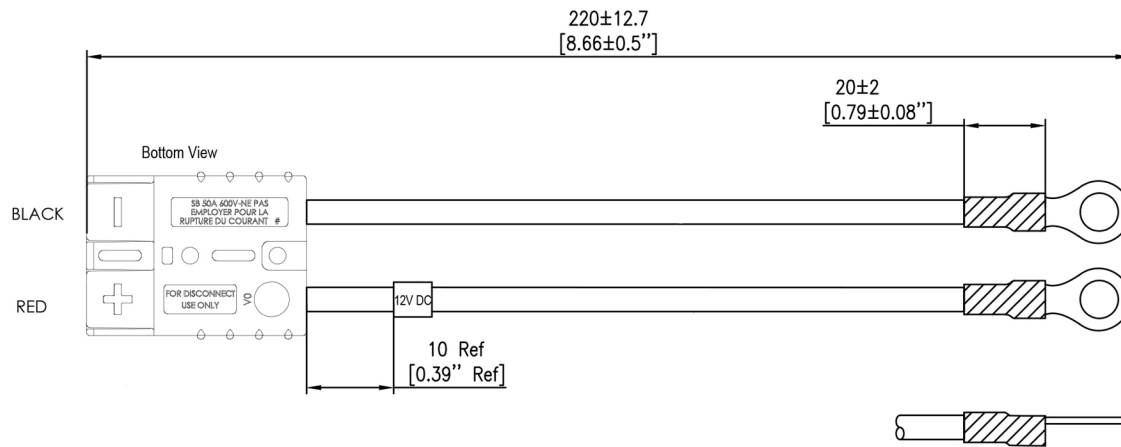 220±12.7
[8.66±0.5"]
20±2
[0.79±0.08"]
Bottom View
BLACK
SB 50A 600V-NE PAS
EMPLOYER POUR LA
RUPTURE DU COURANT #
RED
FOR DISCONNECT
USE ONLY
V0
12V DC
10 Ref
[0.39" Ref]